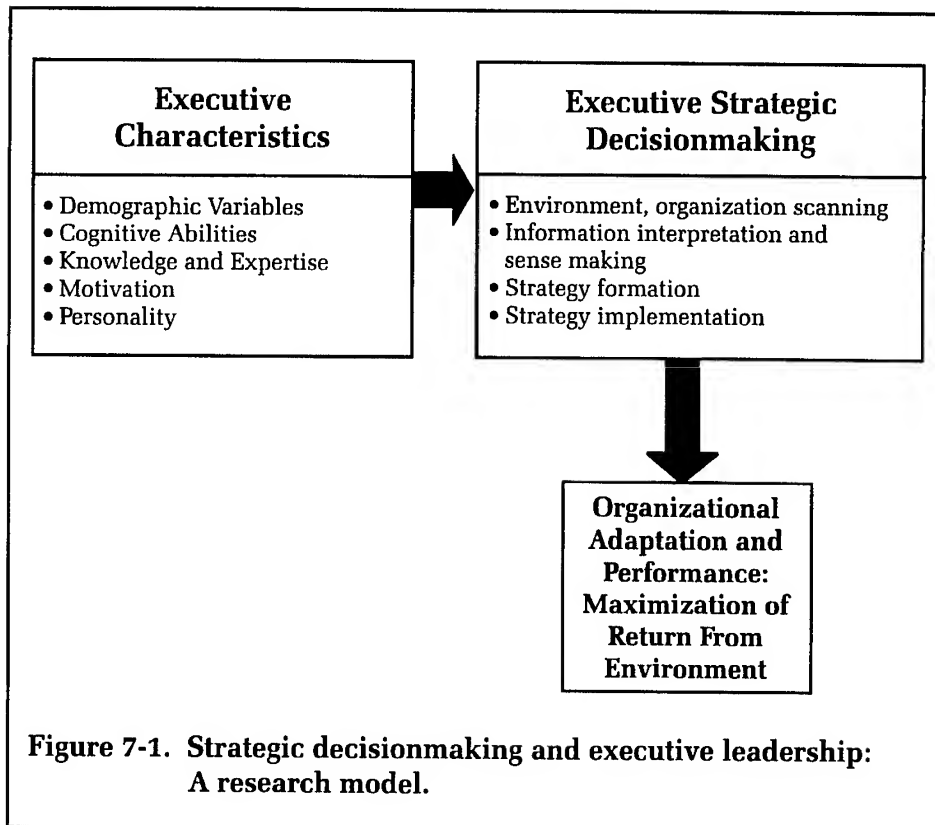 Executive
Characteristics
• Demographic Variables
• Cognitive Abilities
• Knowledge and Expertise
• Motivation
• Personality
Executive Strategic
Decisionmaking
• Environment, organization scanning
• Information interpretation and
sense making
• Strategy formation
• Strategy implementation
Organizational
Adaptation and
Performance:
Maximization of
Return From
Environment
Figure 7-1. Strategic decisionmaking and executive leadership:
A research model.